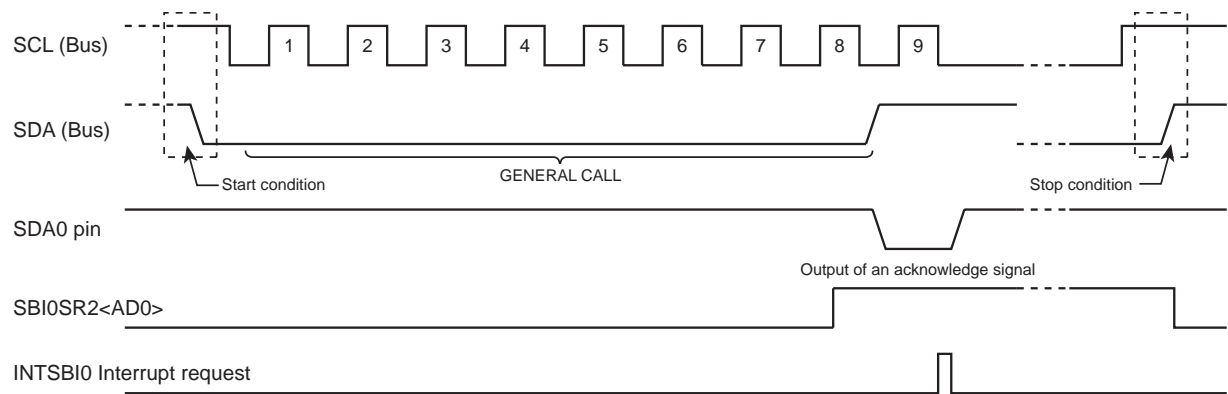 SCL (Bus)
1 2 3 4 5 6 7 8 9
SDA (Bus)
Start condition
GENERAL CALL
Stop condition
SDA0 pin
Output of an acknowledge signal
SBI0SR2<AD0>
INTSBI0 Interrupt request